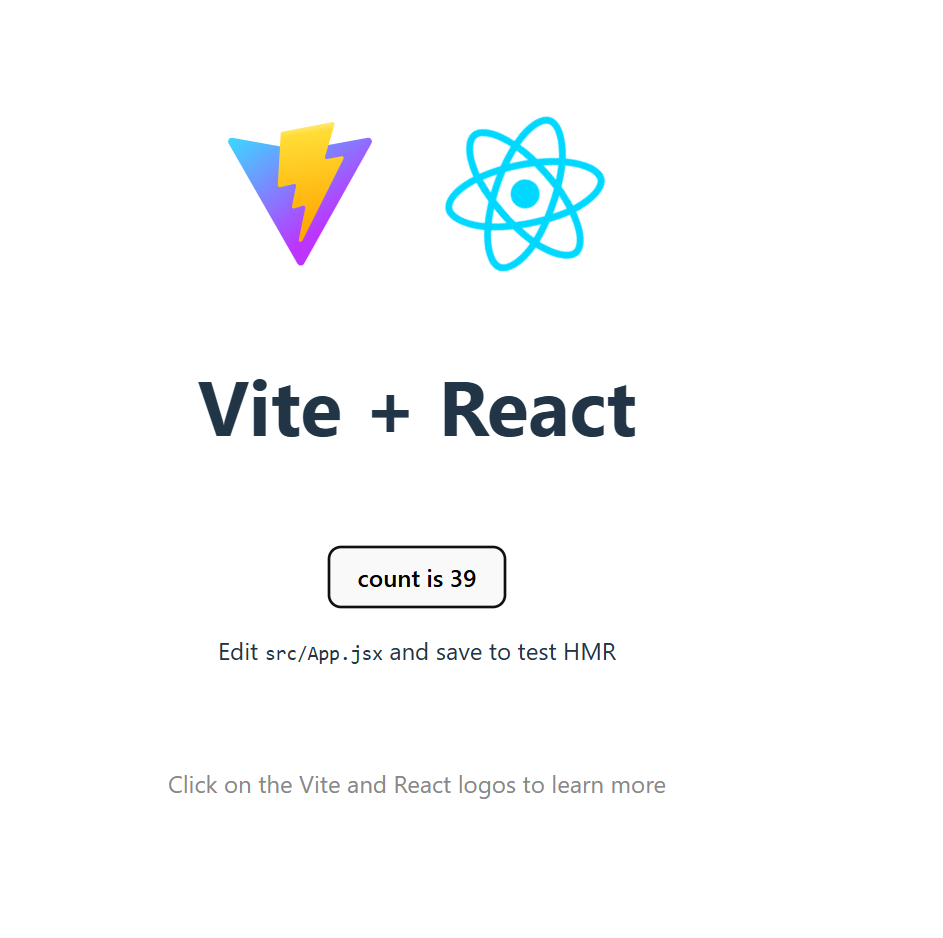 Vite + React
count is 39
Edit src/App.jsx and save to test HMR
Click on the Vite and React logos to learn more